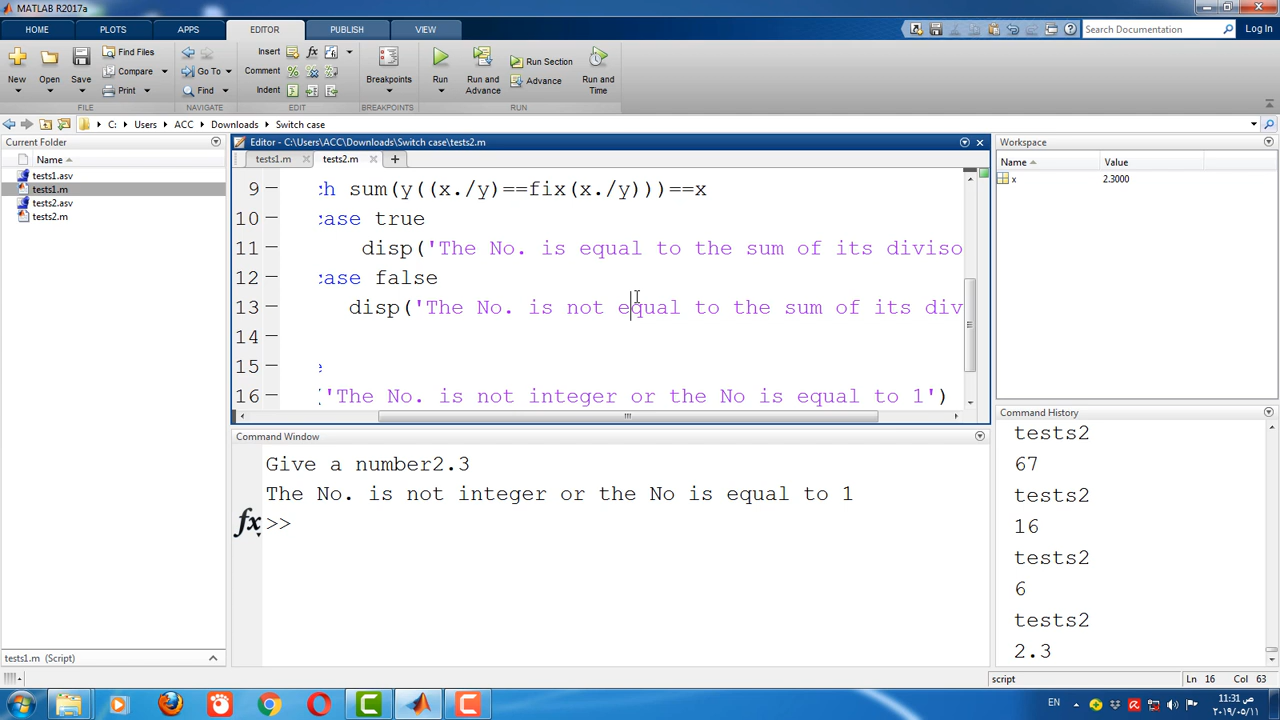 MATLAB R2017a
HOME PLOTS APPS EDITOR PUBLISH VIEW
Search Documentation Log In
New Open Save Find Files Compare Print
Go To Find
Insert fx Comment Indent
Breakpoints Run Run and Advance Run Section Advance Run and Time
FILE NAVIGATE EDIT BREAKPOINTS RUN
C: Users ACC Downloads Switch case
Current Folder
Name
tests1.asv
tests1.m
tests2.asv
tests2.m
tests1.m (Script)
Editor - C:\Users\ACC\Downloads\Switch case\tests2.m
tests1.m tests2.m
9 ch sum(y((x./y)==fix(x./y)))==x
10 case true
11 disp('The No. is equal to the sum of its diviso
12 case false
13 disp('The No. is not equal to the sum of its div
14
15 e
16 ('The No. is not integer or the No is equal to 1')
Command Window
Give a number2.3
The No. is not integer or the No is equal to 1
fx >>
Workspace
Name Value
x 2.3000
Command History
tests2
67
tests2
16
tests2
6
tests2
2.3
script Ln 16 Col 63
EN 11:31 ص
٢٠١٩/٠٥/١١